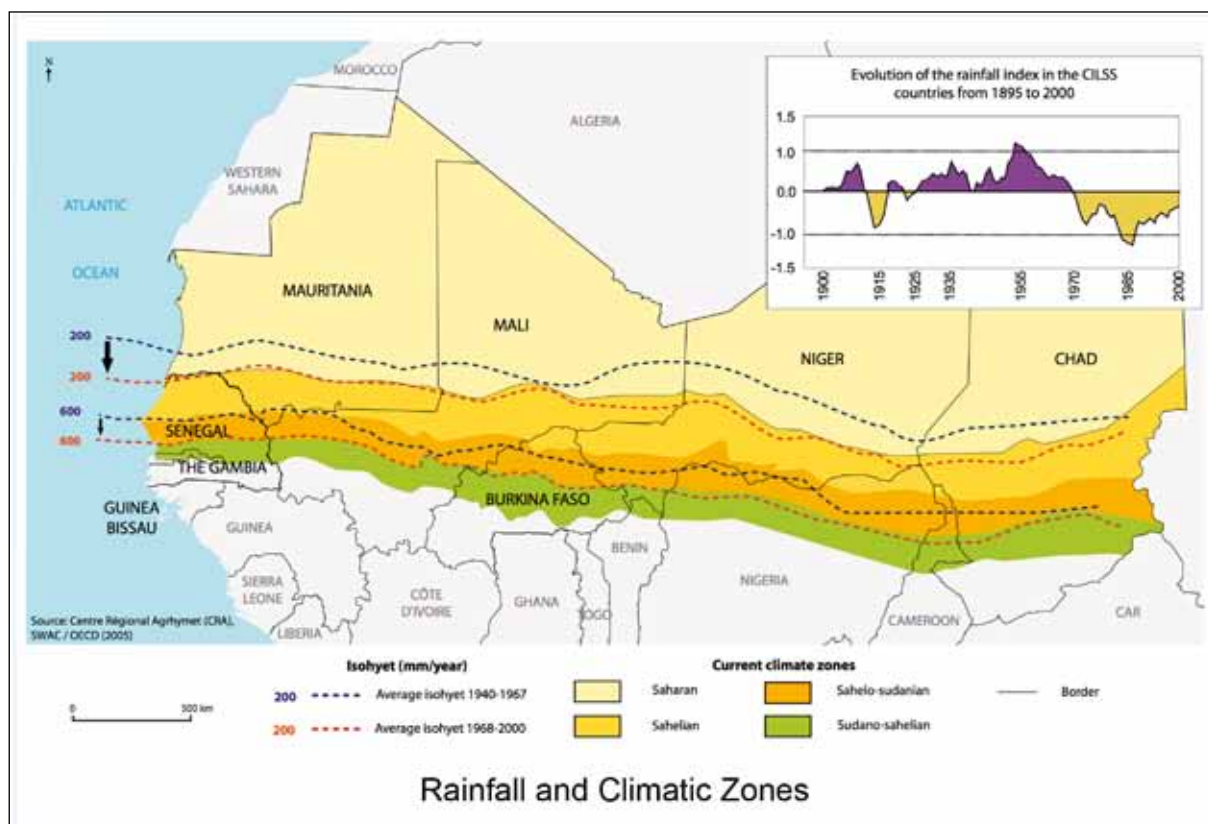 N
MOROCCO
ALGERIA
WESTERN
SAHARA
ATLANTIC
OCEAN
MAURITANIA
MALI
NIGER
CHAD
Evolution of the rainfall index in the CILSS
countries from 1895 to 2000
1.5
1.0
0.0
-1.0
-1.5
1900
1915
1925
1935
1955
1970
1985
2000
200
200
600
600
SENEGAL
THE GAMBIA
GUINEA
BISSAU
GUINEA
SIERRA
LEONE
LIBERIA
CÔTE
D'IVOIRE
BURKINA FASO
GHANA
TOGO
BENIN
NIGERIA
CAMEROON
CAR
Source: Centre Régional Agrhymet (CRA),
SWAC / OECD (2005)
0 500 km
Isohyet (mm/year)
200 Average isohyet 1940-1967
200 Average isohyet 1968-2000
Current climate zones
Saharan
Sahelian
Sahelo-sudanian
Sudano-sahelian
Border
Rainfall and Climatic Zones